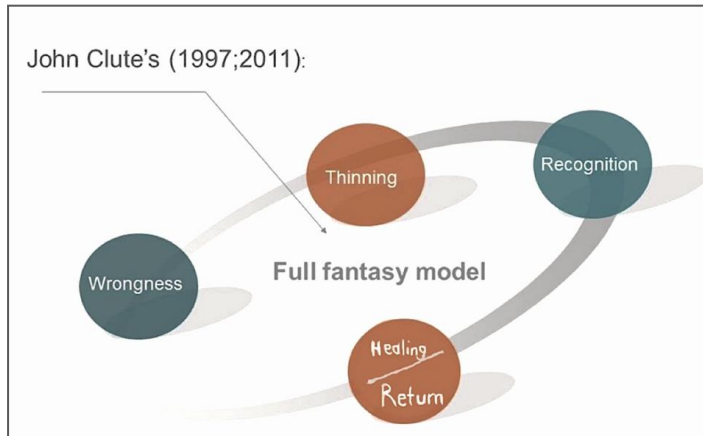 John Clute’s (1997;2011):
Thinning
Recognition
Wrongness
Full fantasy model
Healing
Return